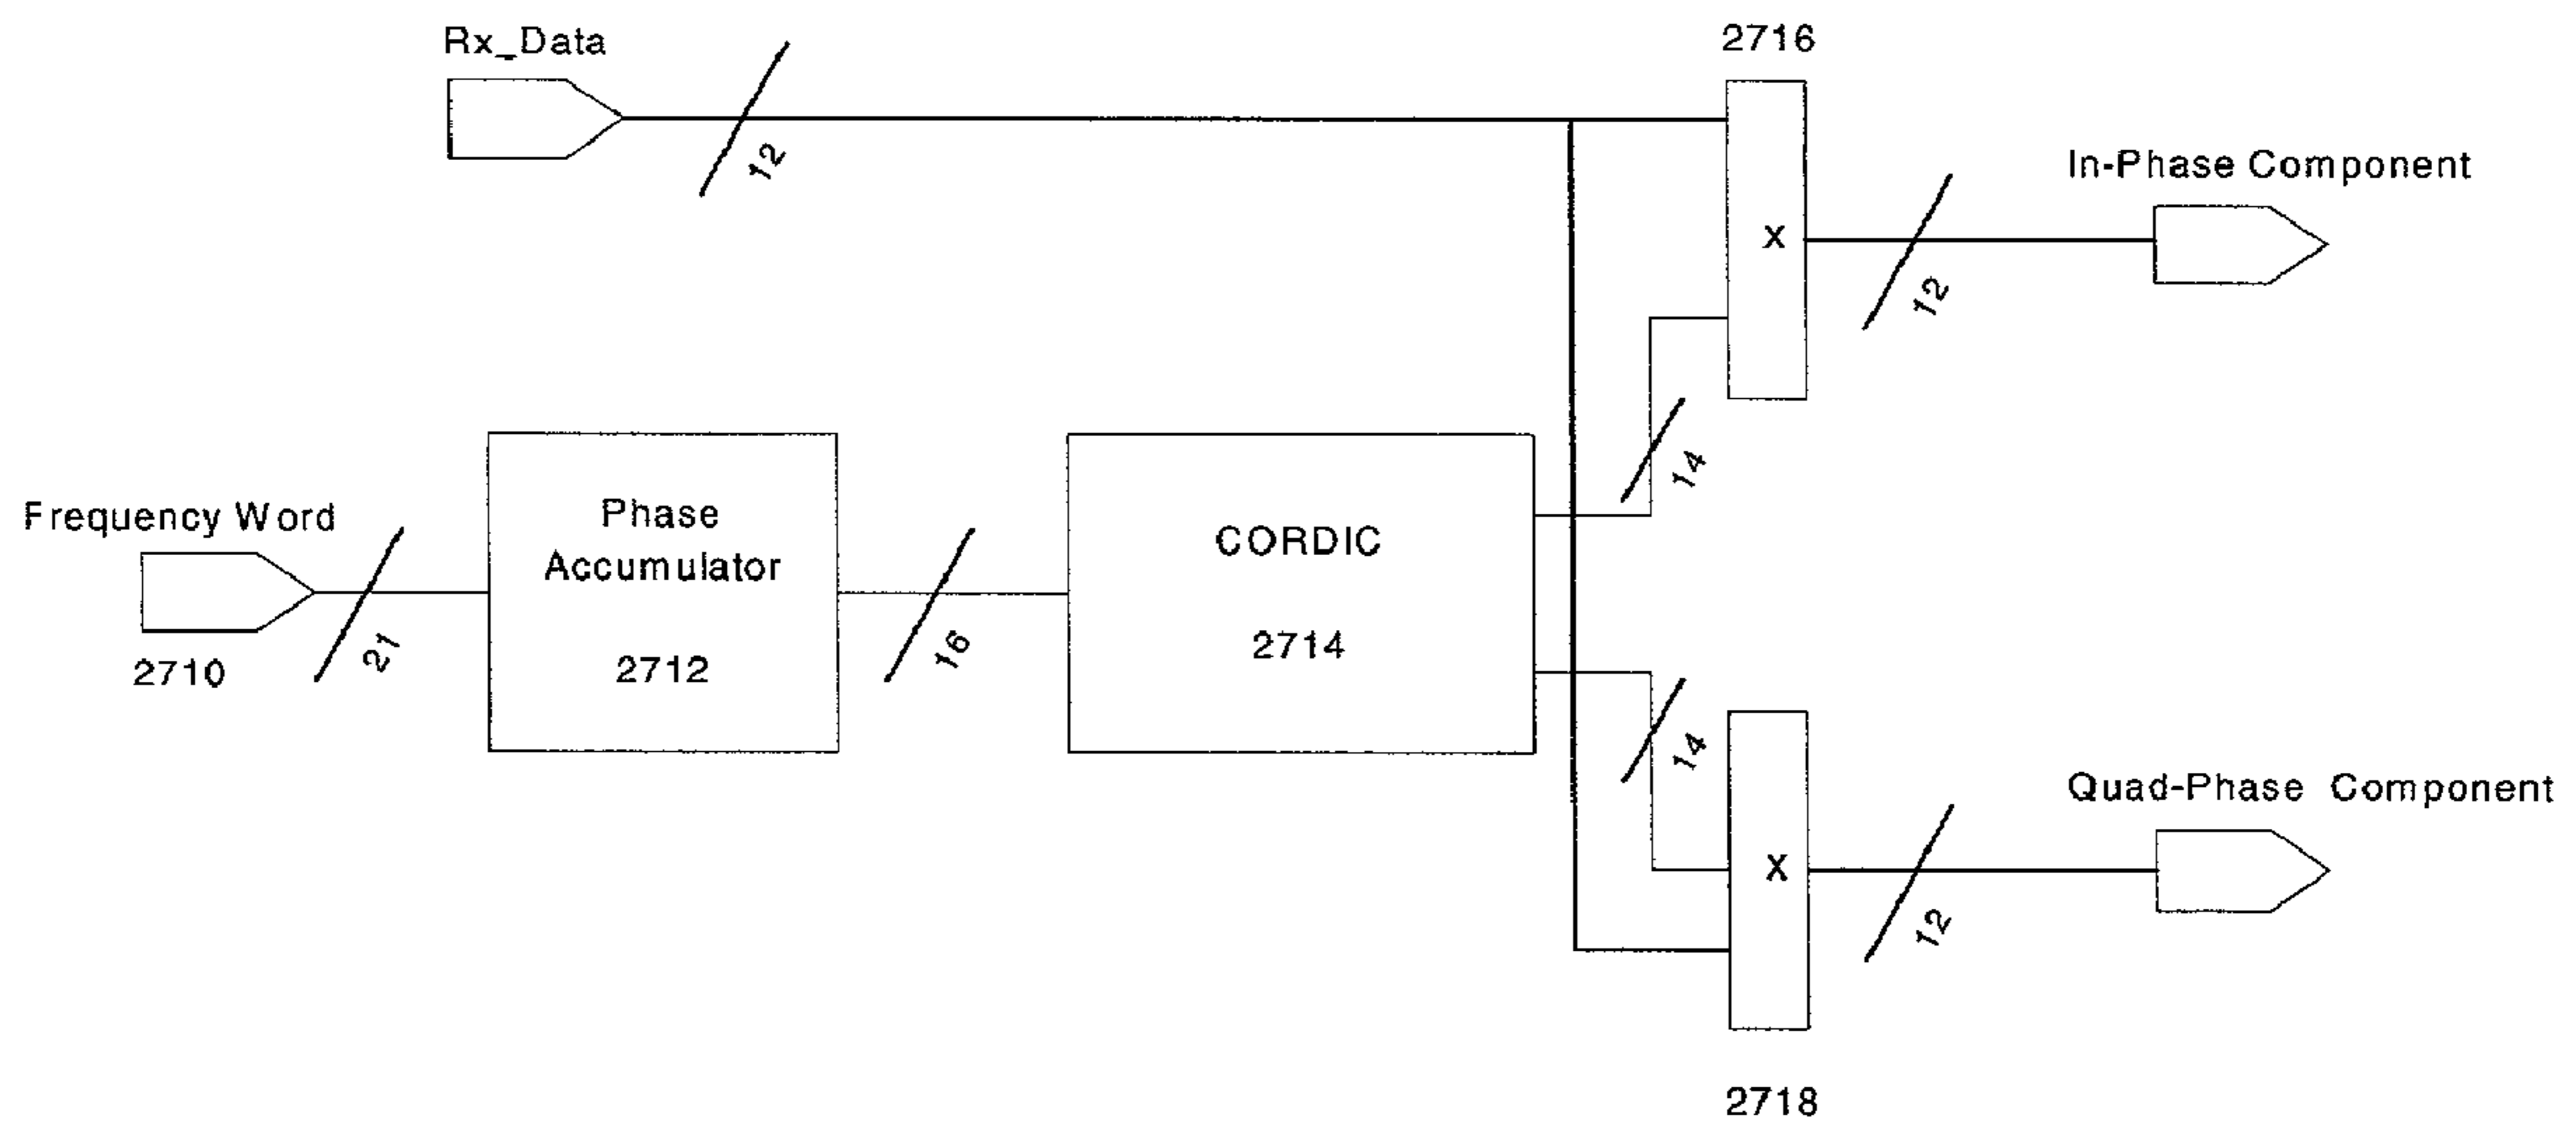 Rx_Data
2716
12
In-Phase Component
X
12
14
Frequency Word
21
2710
Phase
Accumulator
2712
16
CORDIC
2714
14
Quad-Phase Component
X
12
2718